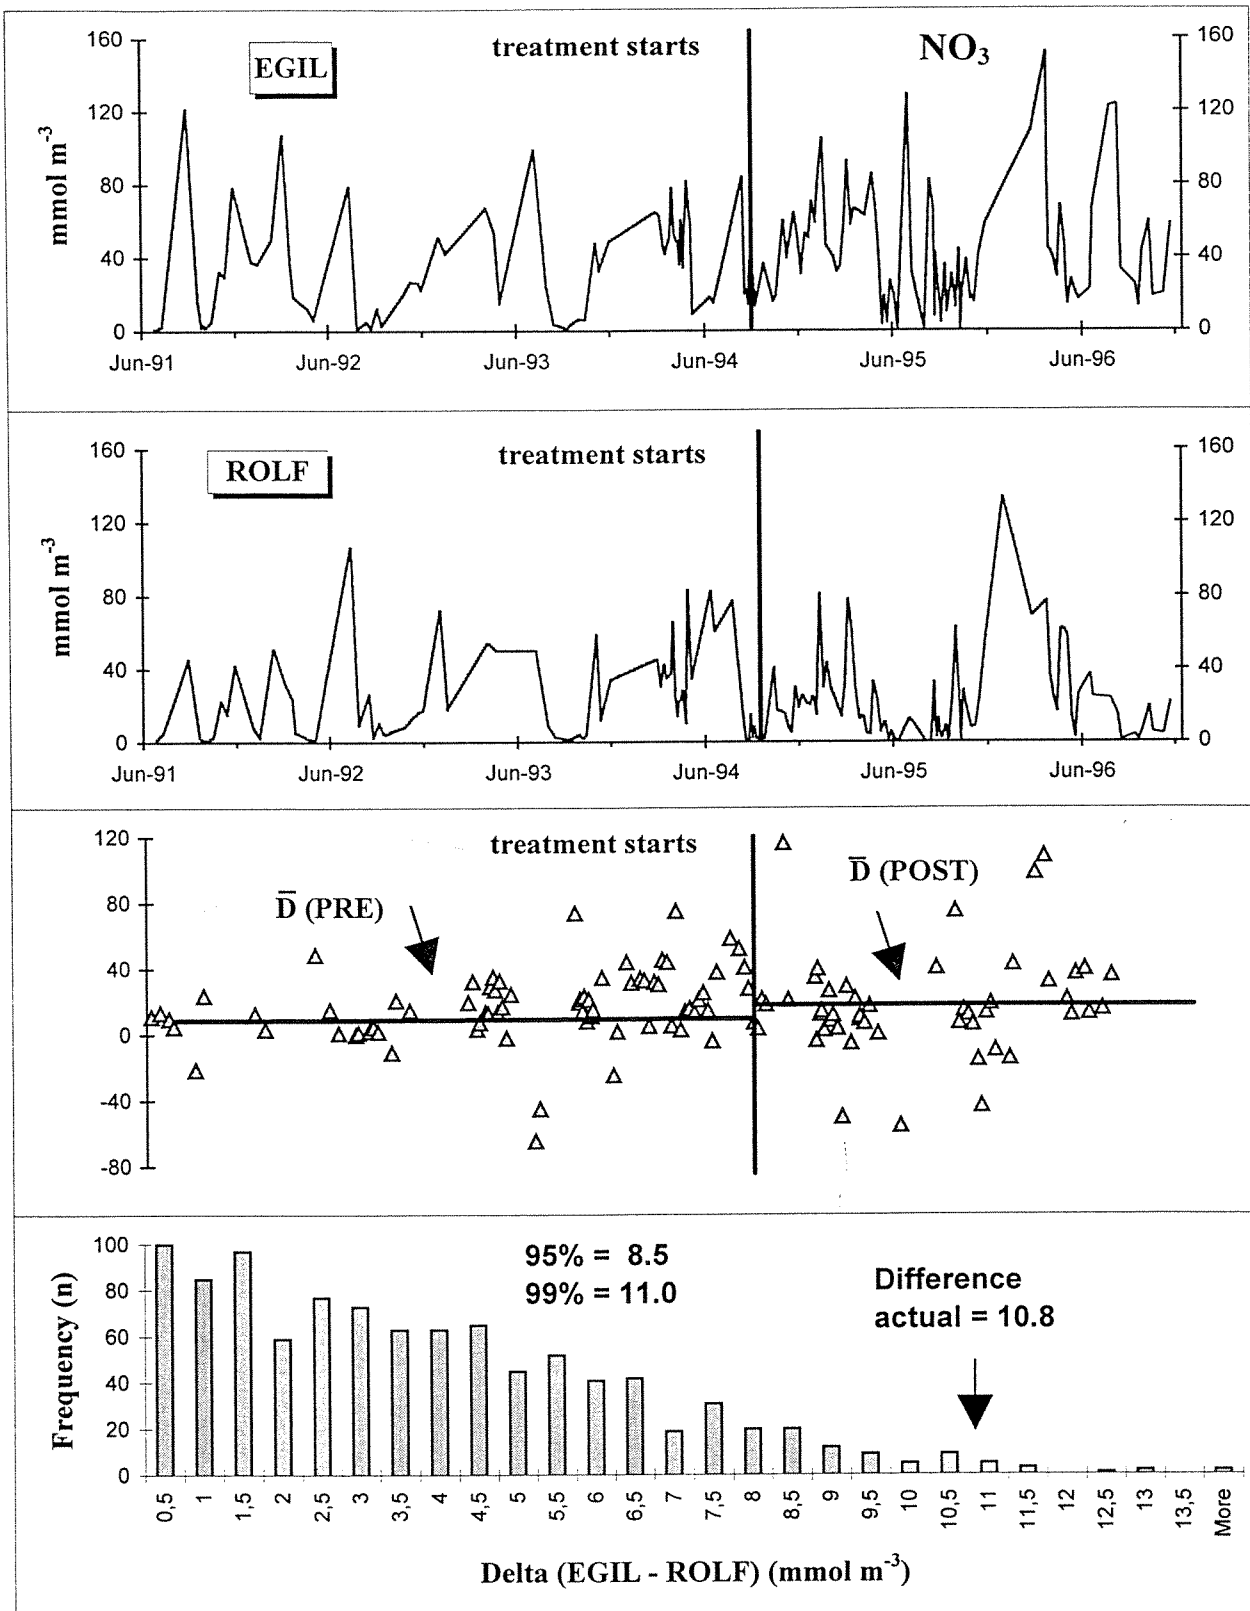 160
120
80
40
0
mmol m⁻³
EGIL
treatment starts
NO₃
160
120
80
40
0
Jun-91 Jun-92 Jun-93 Jun-94 Jun-95 Jun-96
160
120
80
40
0
mmol m⁻³
ROLF
treatment starts
160
120
80
40
0
Jun-91 Jun-92 Jun-93 Jun-94 Jun-95 Jun-96
120
80
40
0
-40
-80
treatment starts
D̅ (PRE)
D̅ (POST)
Frequency (n)
100
80
60
40
20
0
95% = 8.5
99% = 11.0
Difference
actual = 10.8
0,5 1 1,5 2 2,5 3 3,5 4 4,5 5 5,5 6 6,5 7 7,5 8 8,5 9 9,5 10 10,5 11 11,5 12 12,5 13 13,5 More
Delta (EGIL - ROLF) (mmol m⁻³)